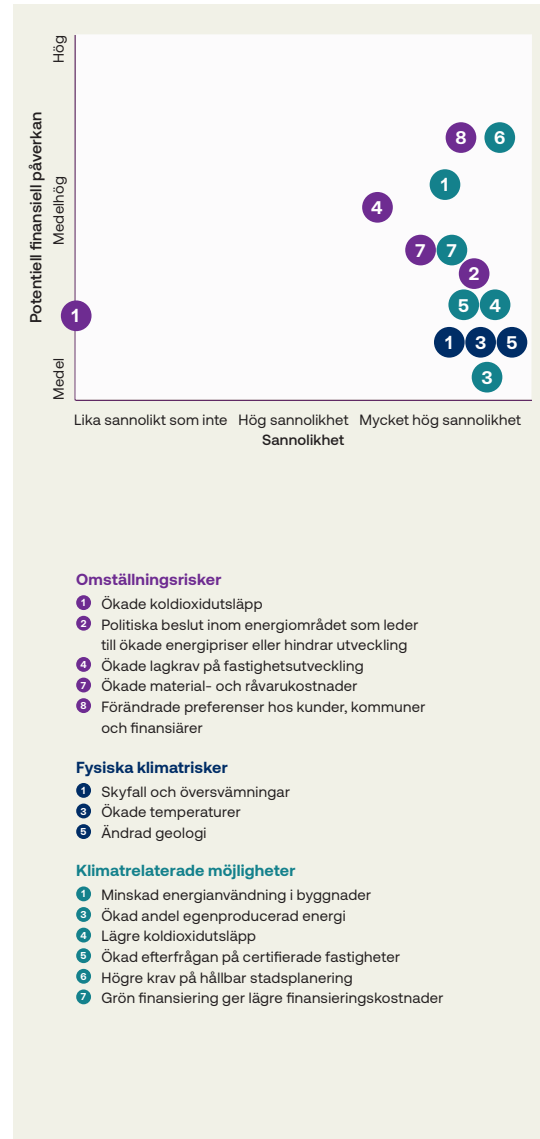 Hög
Potentiell finansiell påverkan
Medelhög
Medel
8 6
1
4
7 7
2
5 4
1
1 3 5
3
Lika sannolikt som inte Hög sannolikhet Mycket hög sannolikhet
Sannolikhet
Omställningsrisker
1 Ökade koldioxidutsläpp
2 Politiska beslut inom energiområdet som leder
till ökade energipriser eller hindrar utveckling
4 Ökade lagkrav på fastighetsutveckling
7 Ökade material- och råvarukostnader
8 Förändrade preferenser hos kunder, kommuner
och finansiärer
Fysiska klimatrisker
1 Skyfall och översvämningar
3 Ökade temperaturer
5 Ändrad geologi
Klimatrelaterade möjligheter
1 Minskad energianvändning i byggnader
3 Ökad andel egenproducerad energi
4 Lägre koldioxidutsläpp
5 Ökad efterfrågan på certifierade fastigheter
6 Högre krav på hållbar stadsplanering
7 Grön finansiering ger lägre finansieringskostnader